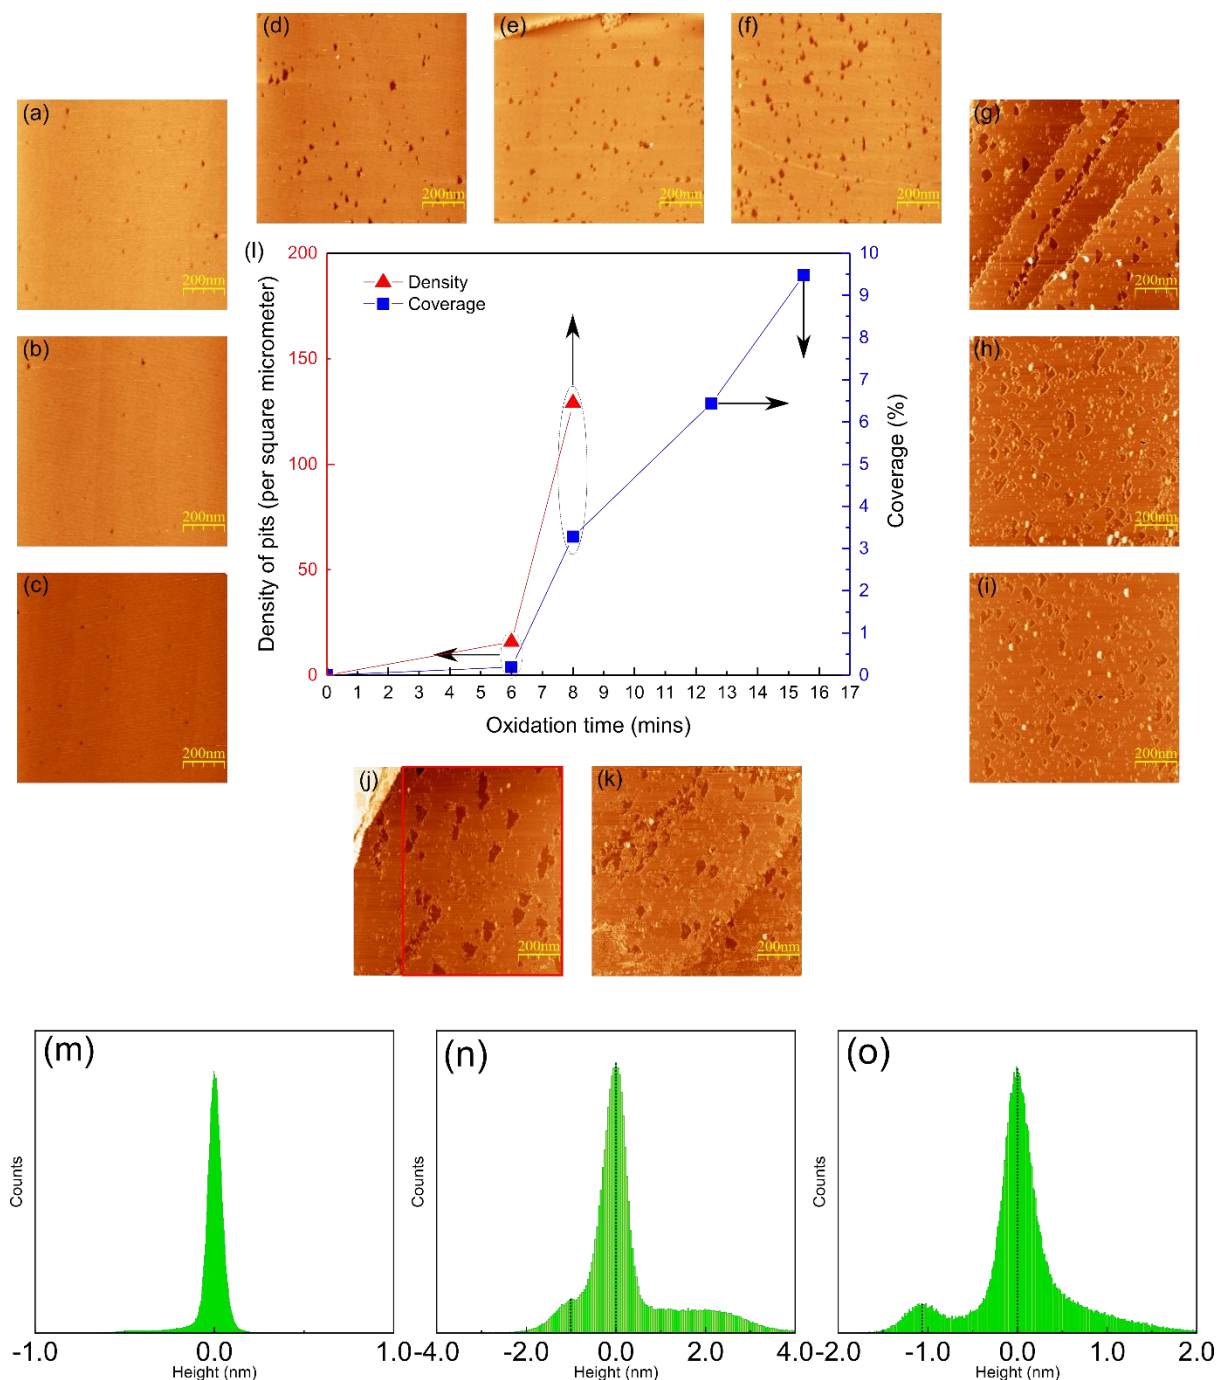 (d)
(e)
(f)
200nm
200nm
200nm
(a)
200nm
(g)
200nm
(b)
200nm
(h)
200nm
(c)
200nm
(i)
200nm
(l)
Density of pits (per square micrometer)
200
150
100
50
0
Density
Coverage
10
9
8
7
6
5
4
3
2
1
0
Coverage (%)
0 1 2 3 4 5 6 7 8 9 10 11 12 13 14 15 16 17
Oxidation time (mins)
(j)
200nm
(k)
200nm
(m)
Counts
-1.0 0.0 1.0
Height (nm)
(n)
Counts
-4.0 -2.0 0.0 2.0 4.0
Height (nm)
(o)
Counts
-2.0 -1.0 0.0 1.0 2.0
Height (nm)